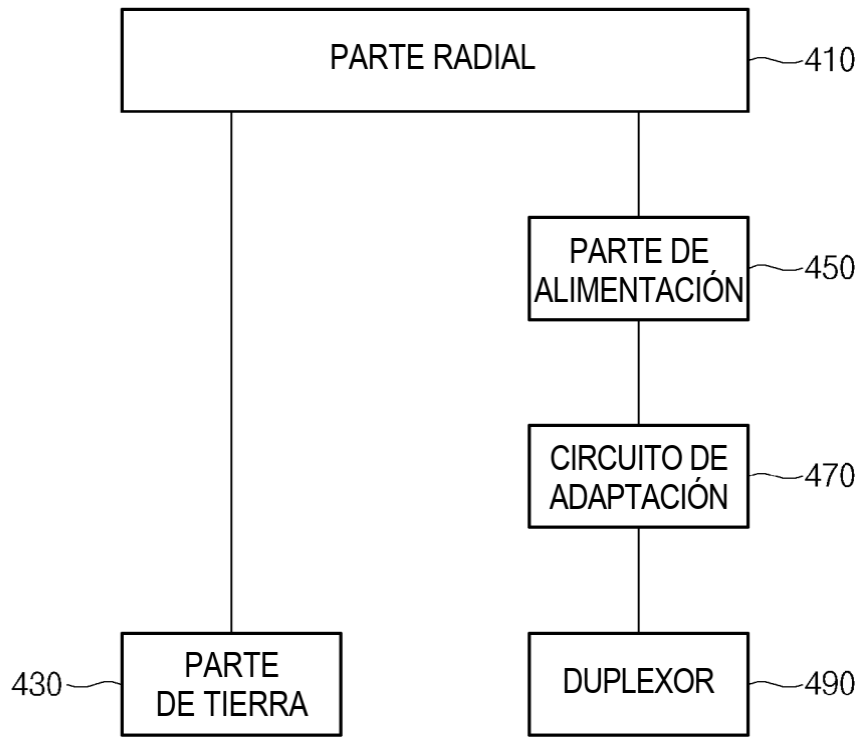 PARTE RADIAL
410
PARTE DE
ALIMENTACIÓN
450
CIRCUITO DE
ADAPTACIÓN
470
PARTE
DE TIERRA
430
DUPLEXOR
490